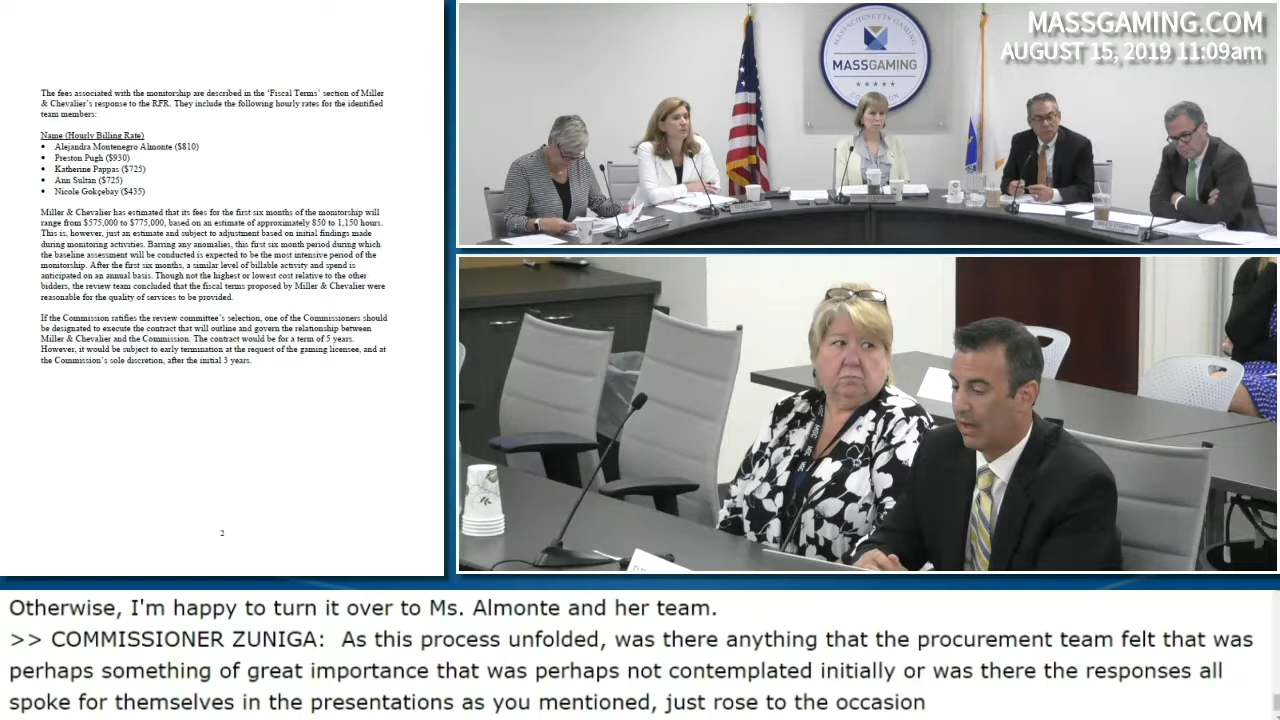 The fees associated with the monitorship are described in the 'Fiscal Terms' section of Miller
& Chevalier's response to the RFR. They include the following hourly rates for the identified
team members:
Name (Hourly Billing Rate)
• Alejandra Montenegro Almonte ($810)
• Preston Pugh ($930)
• Katherine Pappas ($725)
• Ann Sultan ($725)
• Nicole Gokçebay ($435)
Miller & Chevalier has estimated that its fees for the first six months of the monitorship will
range from $575,000 to $775,000, based on an estimate of approximately 850 to 1,150 hours.
This is, however, just an estimate and subject to adjustment based on initial findings made
during monitoring activities. Barring any anomalies, this first six month period during which
the baseline assessment will be conducted is expected to be the most intensive period of the
monitorship. After the first six months, a similar level of billable activity and spend is
anticipated on an annual basis. Though not the highest or lowest cost relative to the other
bidders, the review team concluded that the fiscal terms proposed by Miller & Chevalier were
reasonable for the quality of services to be provided.
If the Commission ratifies the review committee's selection, one of the Commissioners should
be designated to execute the contract that will outline and govern the relationship between
Miller & Chevalier and the Commission. The contract would be for a term of 5 years.
However, it would be subject to early termination at the request of the gaming licensee, and at
the Commission's sole discretion, after the initial 3 years.
2
MASSACHUSETTS GAMING
MASSGAMING
MASSGAMING.COM
AUGUST 15, 2019 11:09am
MGC
Otherwise, I'm happy to turn it over to Ms. Almonte and her team.
>> COMMISSIONER ZUNIGA: As this process unfolded, was there anything that the procurement team felt that was
perhaps something of great importance that was perhaps not contemplated initially or was there the responses all
spoke for themselves in the presentations as you mentioned, just rose to the occasion